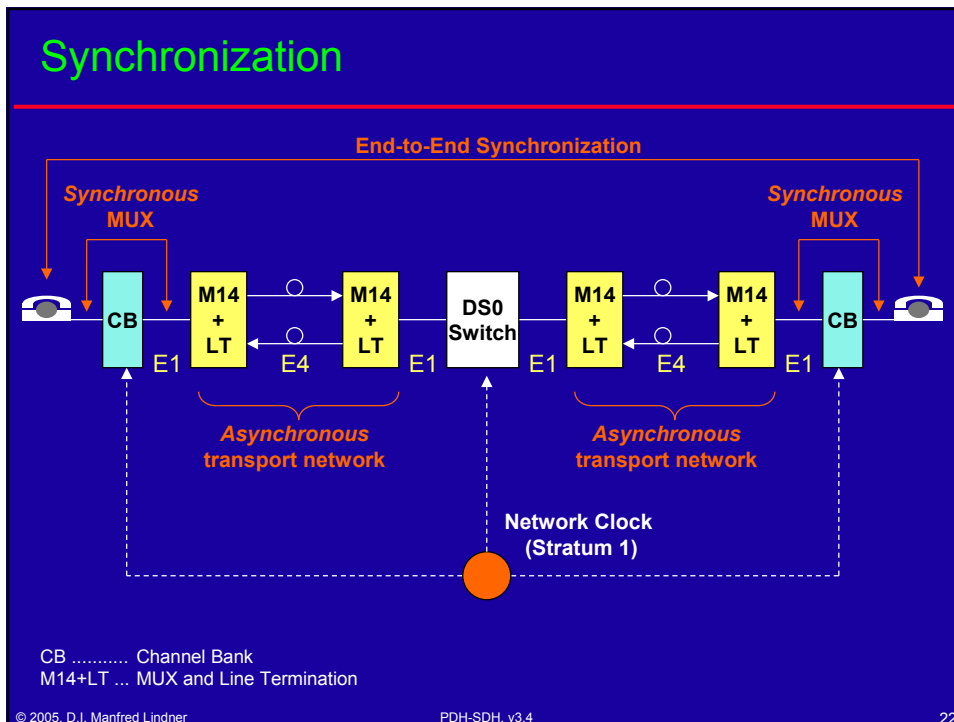 Synchronization
End-to-End Synchronization
Synchronous
MUX
Synchronous
MUX
CB
M14
+
LT
M14
+
LT
DS0
Switch
M14
+
LT
M14
+
LT
CB
E1
E4
E1
E1
E4
E1
Asynchronous
transport network
Asynchronous
transport network
Network Clock
(Stratum 1)
CB ........... Channel Bank
M14+LT ... MUX and Line Termination
© 2005, D.I. Manfred Lindner
PDH-SDH, v3.4
22